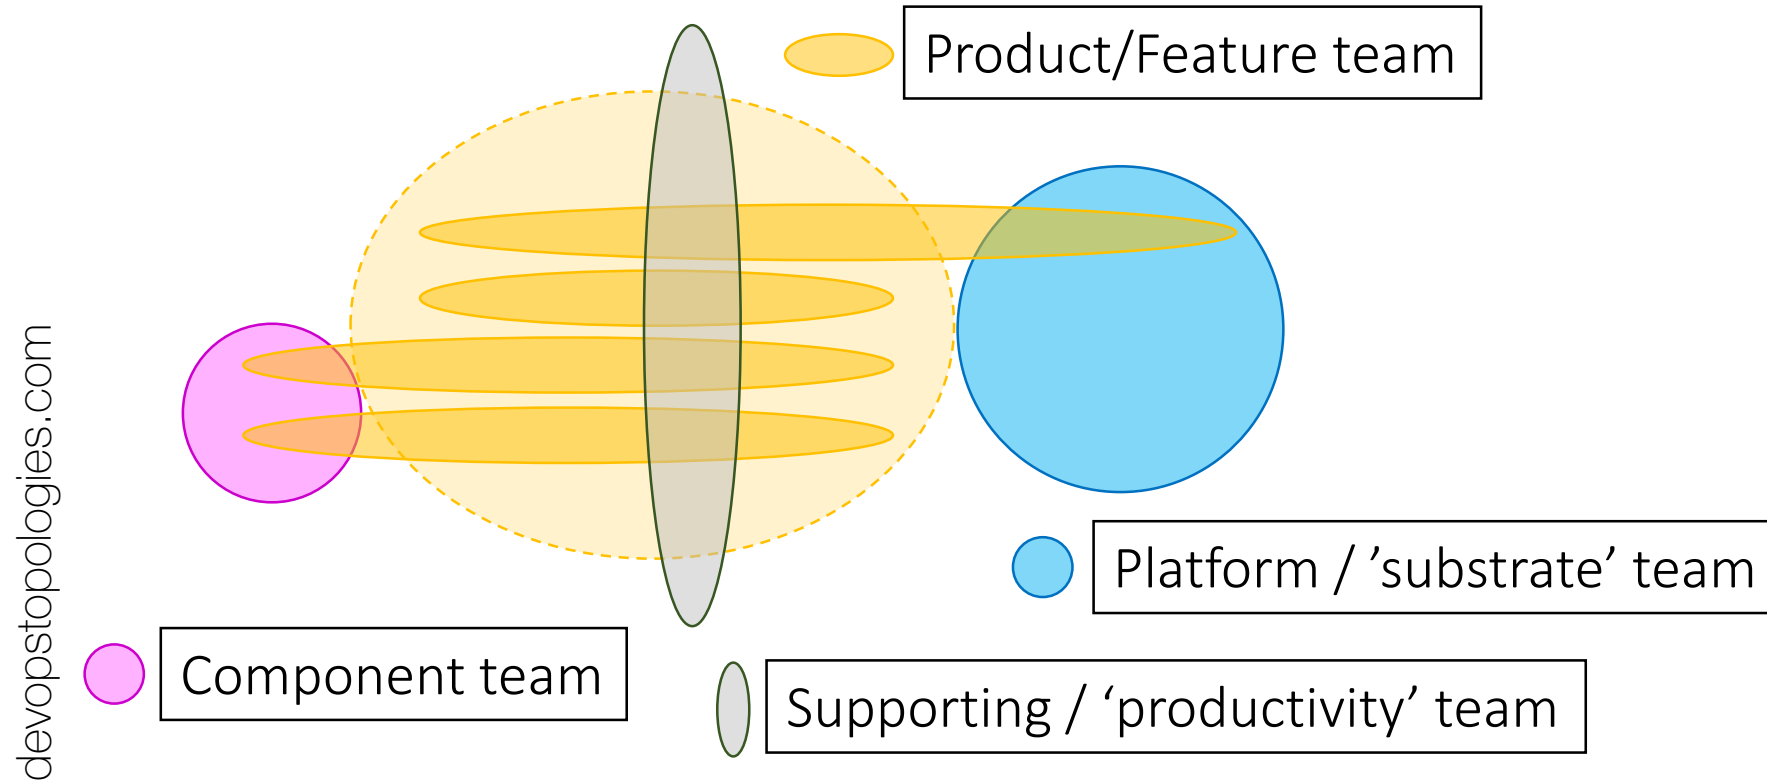 Product/Feature team
Platform / ’substrate’ team
Component team
Supporting / ‘productivity’ team
devopstopologies.com